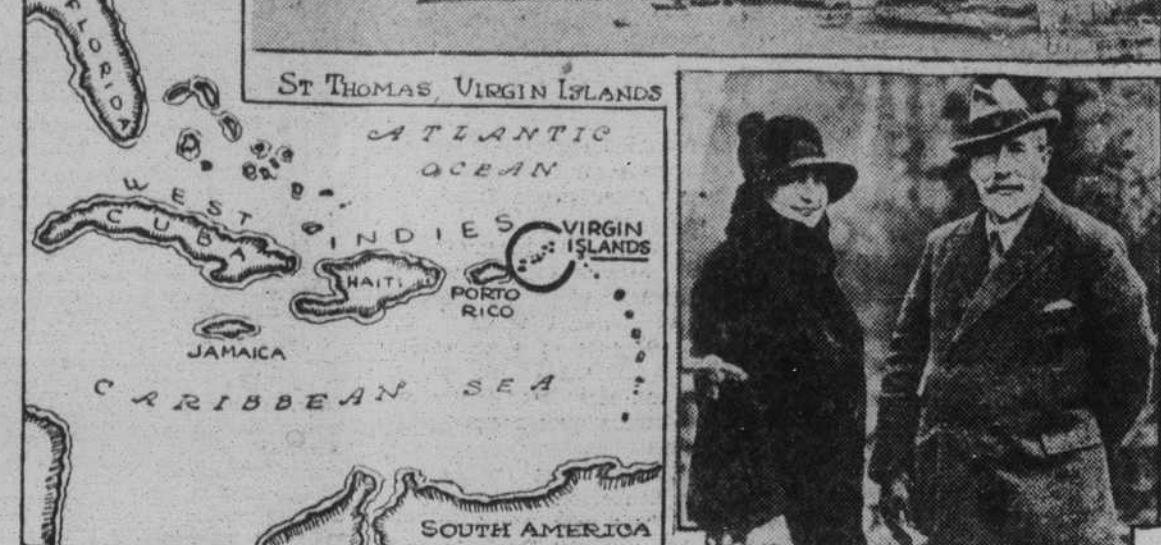 FLORIDA
ST THOMAS, VIRGIN ISLANDS
ATLANTIC
OCEAN
WEST
INDIES
CUBA
VIRGIN
ISLANDS
HAITI
PORTO
RICO
JAMAICA
CARIBBEAN SEA
SOUTH AMERICA